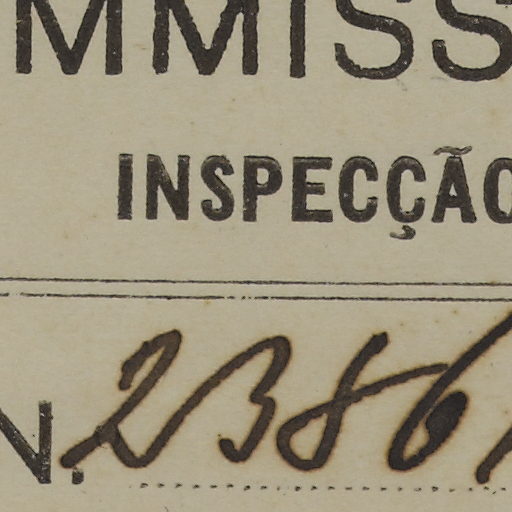 MMISS
INSPECÇÃO
N. 2386